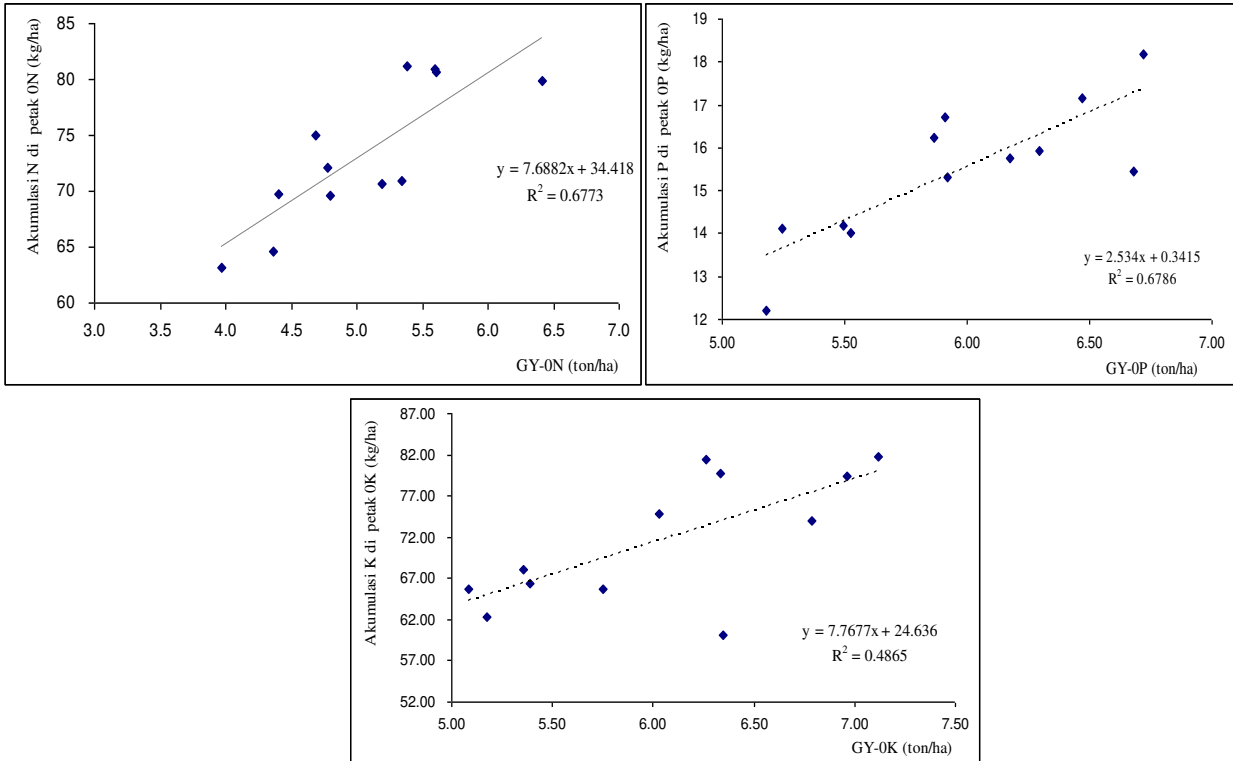 Akumulasi N di petak 0N (kg/ha)
85
80
75
70
65
60
3.0 4.0 4.5 5.0 5.5 6.0 7.0
y = 7.6882x + 34.418
R² = 0.6773
GY-0N (ton/ha)
Akumulasi P di petak 0P (kg/ha)
19
18
17
16
15
14
13
12
5.00 5.50 6.00 6.50 7.00
y = 2.534x + 0.3415
R² = 0.6786
GY-0P (ton/ha)
Akumulasi K di petak 0K (kg/ha)
87.00
82.00
77.00
72.00
67.00
62.00
57.00
52.00
5.00 5.50 6.00 6.50 7.00 7.50
y = 7.7677x + 24.636
R² = 0.4865
GY-0K (ton/ha)